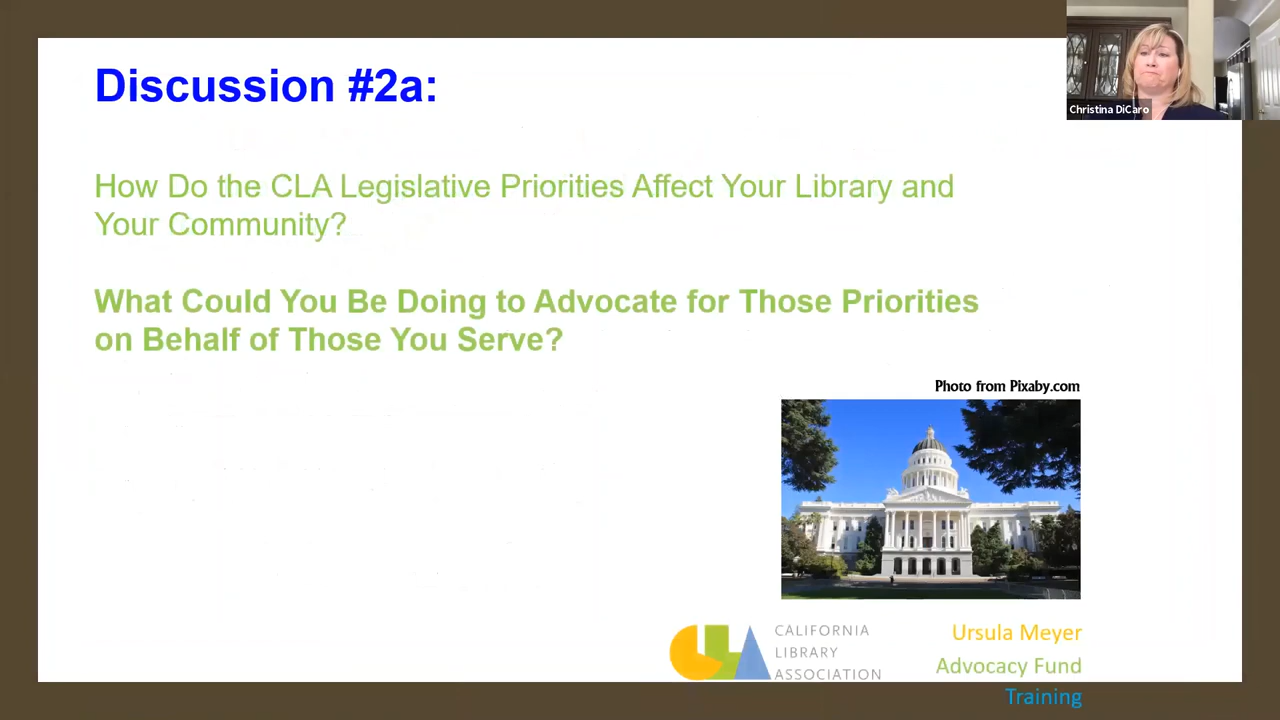 Discussion #2a:
Christina DiCaro
How Do the CLA Legislative Priorities Affect Your Library and
Your Community?
What Could You Be Doing to Advocate for Those Priorities
on Behalf of Those You Serve?
Photo from Pixaby.com
CLA
CALIFORNIA
LIBRARY
ASSOCIATION
Ursula Meyer
Advocacy Fund
Training